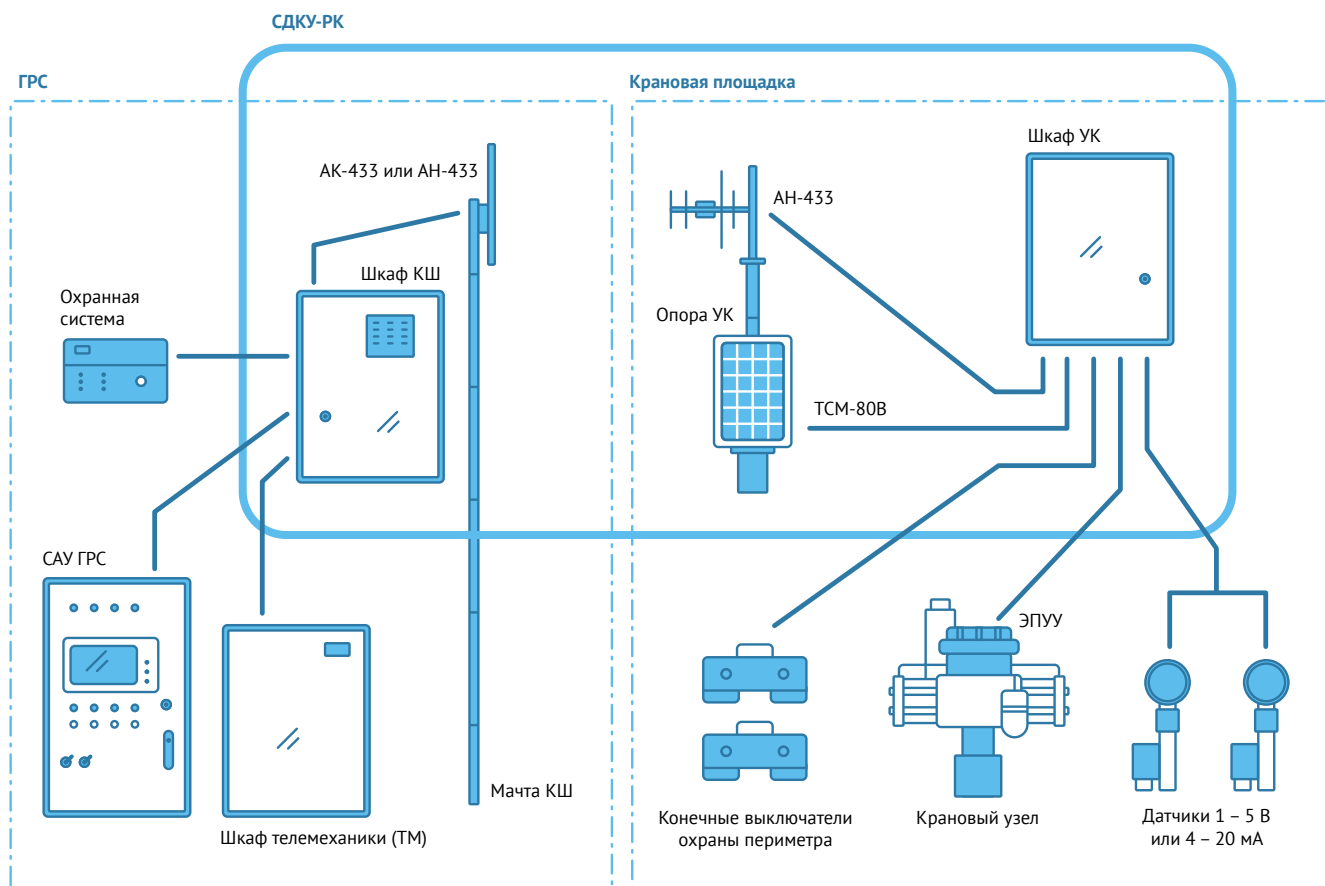 СДКУ-РК
ГРС
Крановая площадка
АК-433 или АН-433
Шкаф КШ
Охранная
система
САУ ГРС
Шкаф телемеханики (ТМ)
Мачта КШ
Шкаф УК
АН-433
Опора УК
ТСМ-80В
ЭПУУ
Конечные выключатели
охраны периметра
Крановый узел
Датчики 1 – 5 В
или 4 – 20 мА